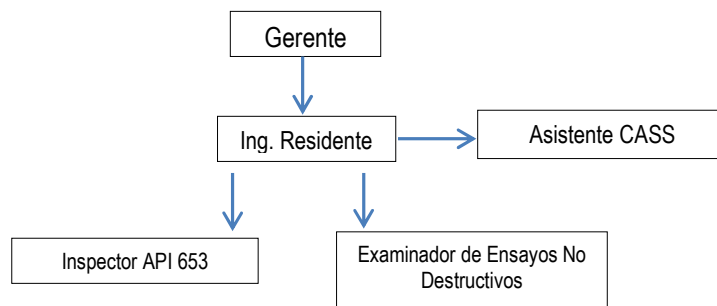 Gerente
Ing. Residente
Asistente CASS
Inspector API 653
Examinador de Ensayos No
Destructivos